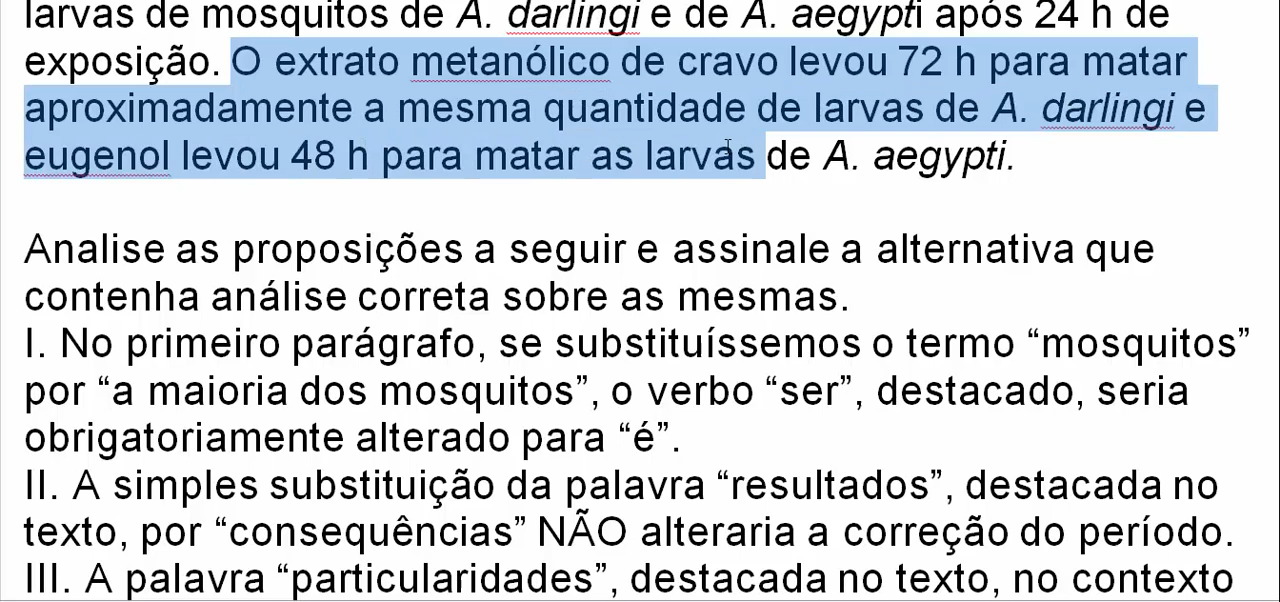 larvas de mosquitos de A. darlingi e de A. aegypti após 24 h de
exposição. O extrato metanólico de cravo levou 72 h para matar
aproximadamente a mesma quantidade de larvas de A. darlingi e
eugenol levou 48 h para matar as larvas de A. aegypti.
Analise as proposições a seguir e assinale a alternativa que
contenha análise correta sobre as mesmas.
I. No primeiro parágrafo, se substituíssemos o termo “mosquitos”
por “a maioria dos mosquitos”, o verbo “ser”, destacado, seria
obrigatoriamente alterado para “é”.
II. A simples substituição da palavra “resultados”, destacada no
texto, por “consequências” NÃO alteraria a correção do período.
III. A palavra “particularidades”, destacada no texto, no contexto